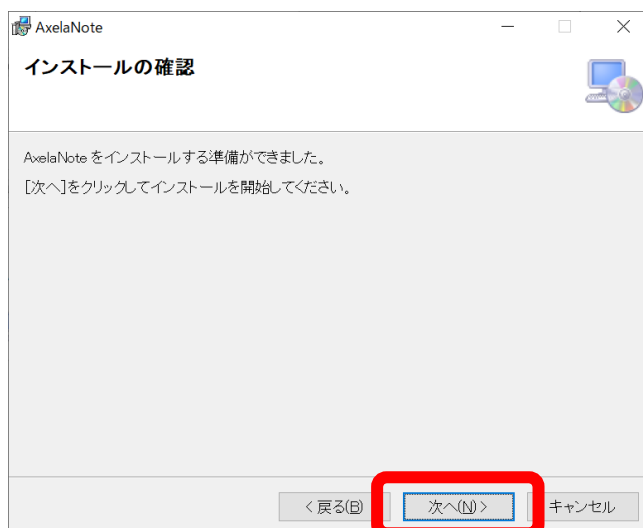 AxelaNote
インストールの確認
AxelaNote をインストールする準備ができました。
[次へ]をクリックしてインストールを開始してください。
< 戻る(B)
次へ(N) >
キャンセル